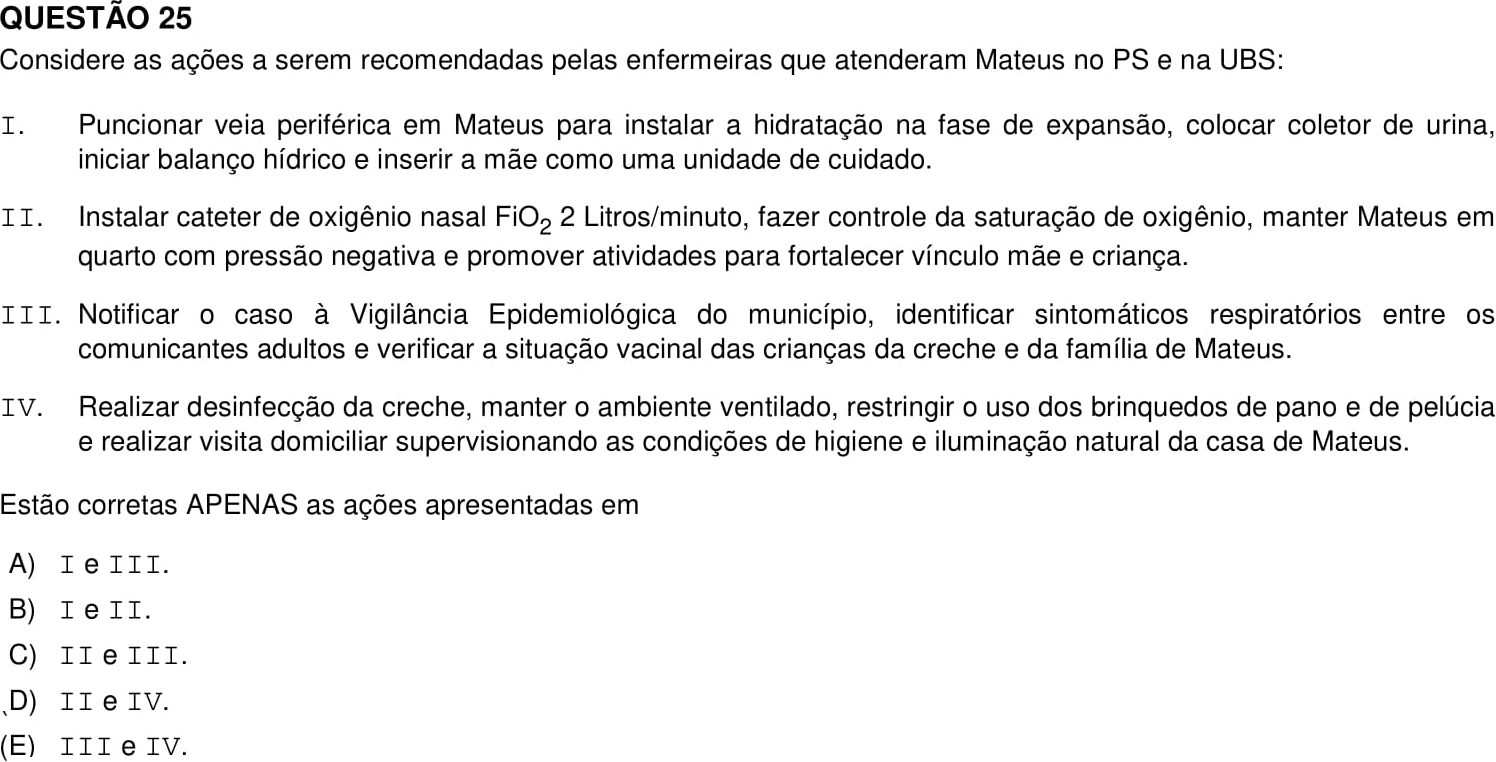 QUESTÃO 25
Considere as ações a serem recomendadas pelas enfermeiras que atenderam Mateus no PS e na UBS:
I. Puncionar veia periférica em Mateus para instalar a hidratação na fase de expansão, colocar coletor de urina,
iniciar balanço hídrico e inserir a mãe como uma unidade de cuidado.
II. Instalar cateter de oxigênio nasal FiO2 2 Litros/minuto, fazer controle da saturação de oxigênio, manter Mateus em
quarto com pressão negativa e promover atividades para fortalecer vínculo mãe e criança.
III. Notificar o caso à Vigilância Epidemiológica do município, identificar sintomáticos respiratórios entre os
comunicantes adultos e verificar a situação vacinal das crianças da creche e da família de Mateus.
IV. Realizar desinfecção da creche, manter o ambiente ventilado, restringir o uso dos brinquedos de pano e de pelúcia
e realizar visita domiciliar supervisionando as condições de higiene e iluminação natural da casa de Mateus.
Estão corretas APENAS as ações apresentadas em
A) I e III.
B) I e II.
C) II e III.
D) II e IV.
(E) III e IV.